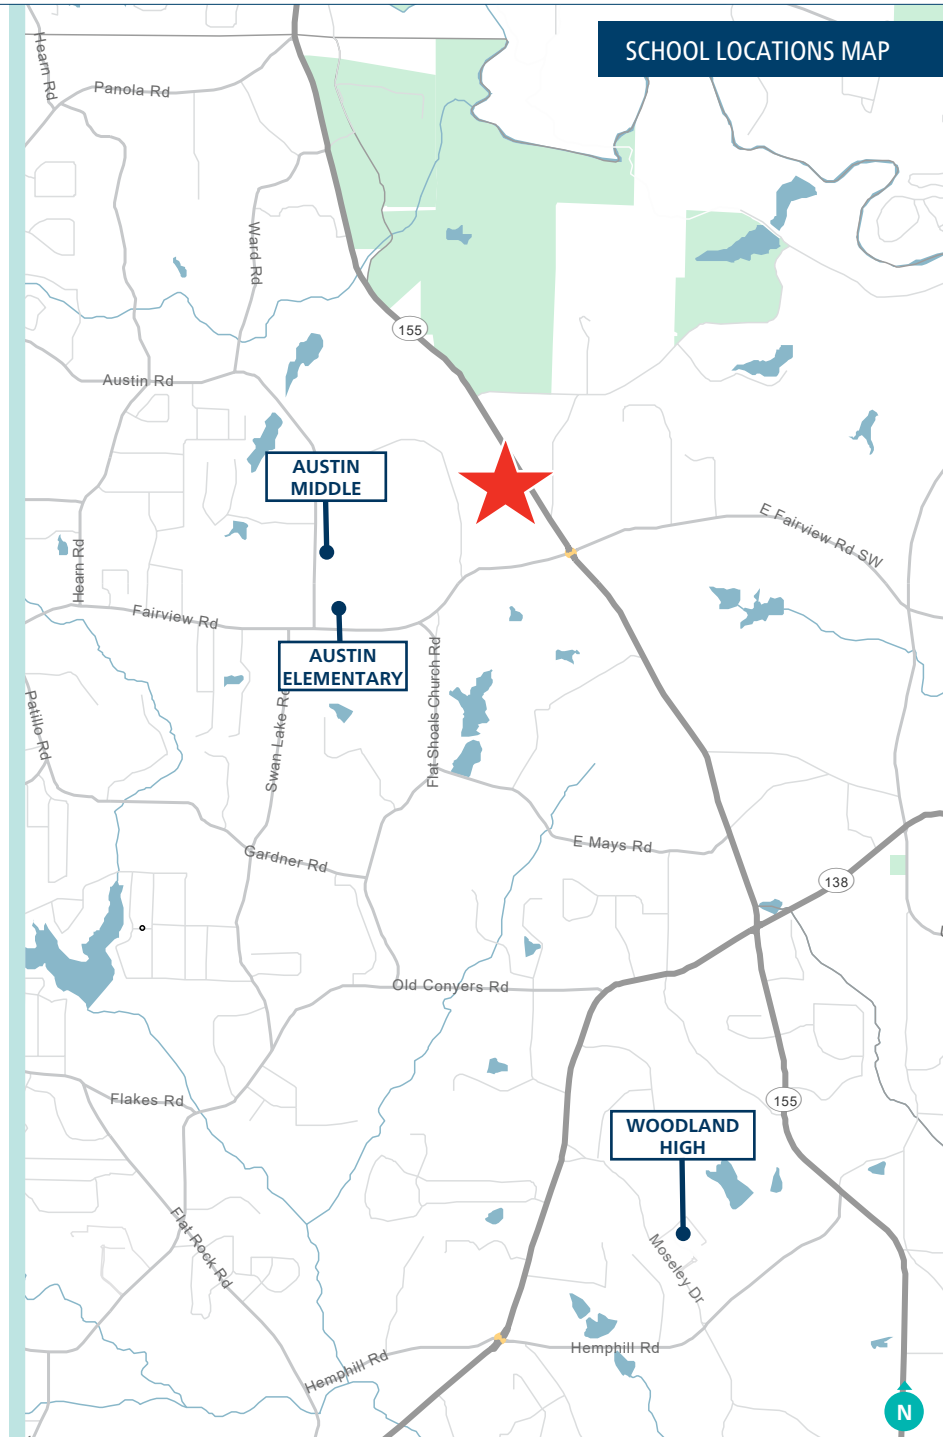 SCHOOL LOCATIONS MAP
Hearn Rd
Panola Rd
Ward Rd
155
Austin Rd
AUSTIN
MIDDLE
E Fairview Rd SW
Hearn Rd
Fairview Rd
AUSTIN
ELEMENTARY
Flat Shoals Church Rd
Swan Lake Rd
Patillo Rd
E Mays Rd
Gardner Rd
138
Old Conyers Rd
Flakes Rd
155
WOODLAND
HIGH
Flat Rock Rd
Moseley Dr
Hemphill Rd
Hemphill Rd
N